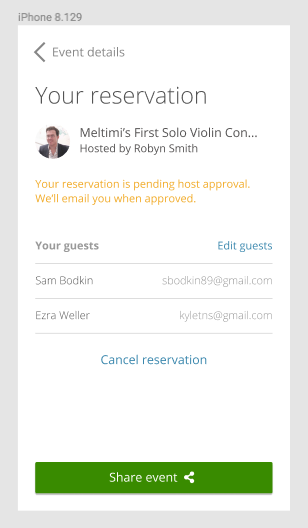 iPhone 8.129
Event details
Your reservation
Meltimi's First Solo Violin Con...
Hosted by Robyn Smith
Your reservation is pending host approval.
We'll email you when approved.
Your guests Edit guests
Sam Bodkin sbodkin89@gmail.com
Ezra Weller kyletns@gmail.com
Cancel reservation
Share event